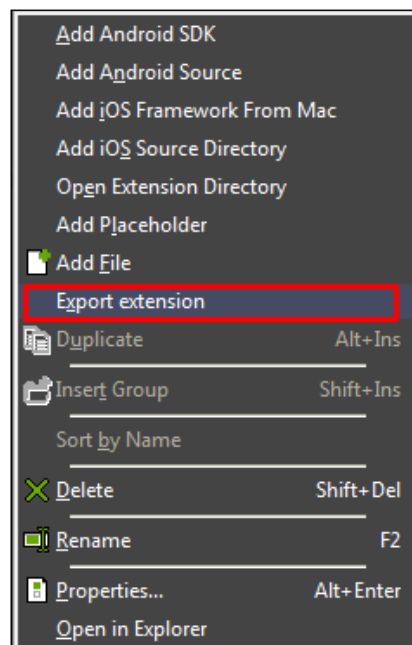 Add Android SDK
Add Android Source
Add iOS Framework From Mac
Add iOS Source Directory
Open Extension Directory
Add Placeholder
Add File
Export extension
Duplicate Alt+Ins
Insert Group Shift+Ins
Sort by Name
Delete Shift+Del
Rename F2
Properties... Alt+Enter
Open in Explorer